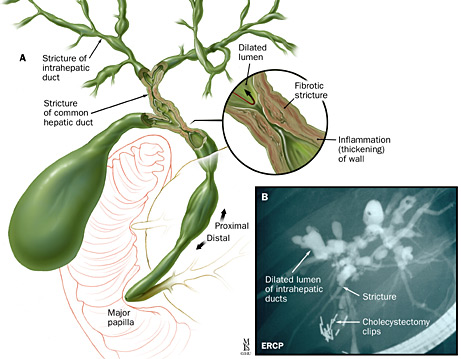 A
Stricture of
intrahepatic
duct
Stricture
of common
hepatic duct
Dilated
lumen
Fibrotic
stricture
Inflammation
(thickening)
of wall
Proximal
Distal
Major
papilla
B
Dilated lumen
of intrahepatic
ducts
Stricture
Cholecystectomy
clips
ERCP